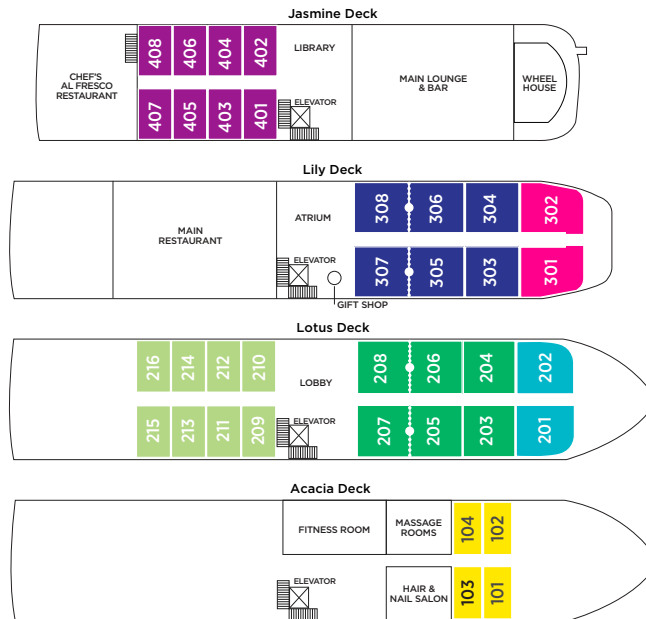 Jasmine Deck
408 406 404 402
LIBRARY
CHEF'S
AL FRESCO
RESTAURANT
MAIN LOUNGE
& BAR
WHEEL
HOUSE
ELEVATOR
407 405 403 401
Lily Deck
308 306 304 302
ATRIUM
MAIN
RESTAURANT
ELEVATOR
307 305 303 301
GIFT SHOP
Lotus Deck
216 214 212 210
LOBBY
208 206 204 202
215 213 211 209
ELEVATOR
207 205 203 201
Acacia Deck
FITNESS ROOM
MASSAGE
ROOMS
104 102
ELEVATOR
HAIR &
NAIL SALON
103 101